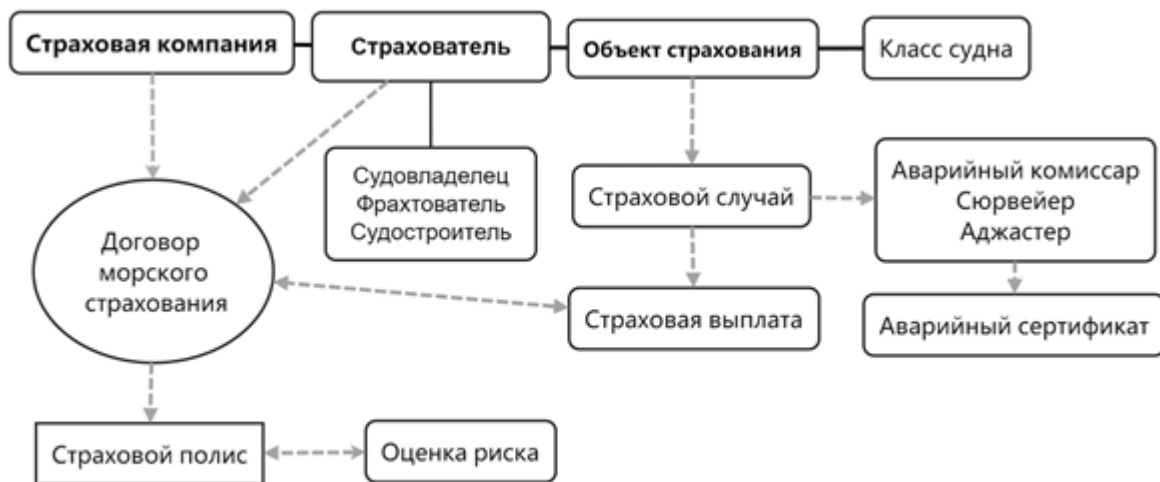 Страховая компания
Страхователь
Объект страхования
Класс судна
Судовладелец
Фрахтователь
Судостроитель
Страховой случай
Аварийный комиссар
Сюрвейер
Аджастер
Договор
морского
страхования
Страховая выплата
Аварийный сертификат
Страховой полис
Оценка риска